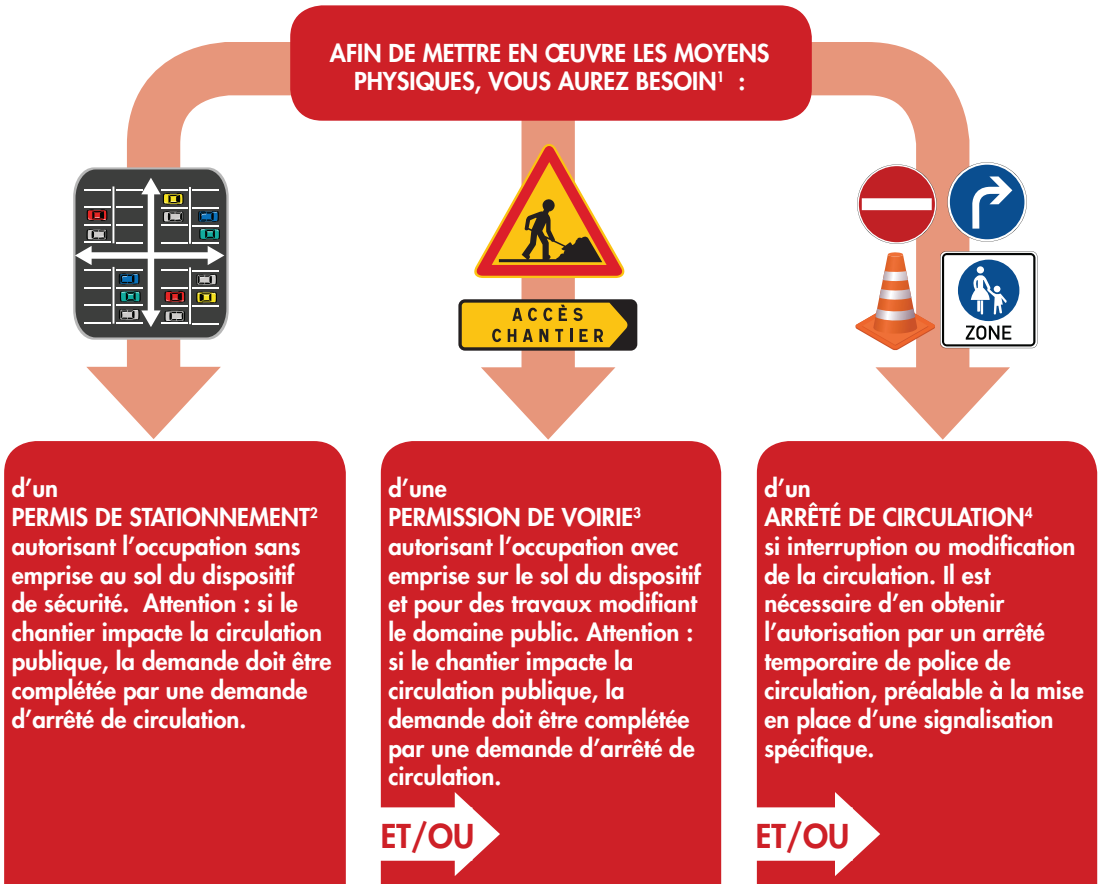 AFIN DE METTRE EN ŒUVRE LES MOYENS
PHYSIQUES, VOUS AUREZ BESOIN¹ :
ACCÈS
CHANTIER
ZONE
d’un
PERMIS DE STATIONNEMENT²
autorisant l’occupation sans
emprise au sol du dispositif
de sécurité. Attention : si le
chantier impacte la circulation
publique, la demande doit être
complétée par une demande
d’arrêté de circulation.
d’une
PERMISSION DE VOIRIE³
autorisant l’occupation avec
emprise sur le sol du dispositif
et pour des travaux modifiant
le domaine public. Attention :
si le chantier impacte la
circulation publique, la
demande doit être complétée
par une demande d’arrêté de
circulation.
ET/OU
d’un
ARRÊTÉ DE CIRCULATION⁴
si interruption ou modification
de la circulation. Il est
nécessaire d’en obtenir
l’autorisation par un arrêté
temporaire de police de
circulation, préalable à la mise
en place d’une signalisation
spécifique.
ET/OU